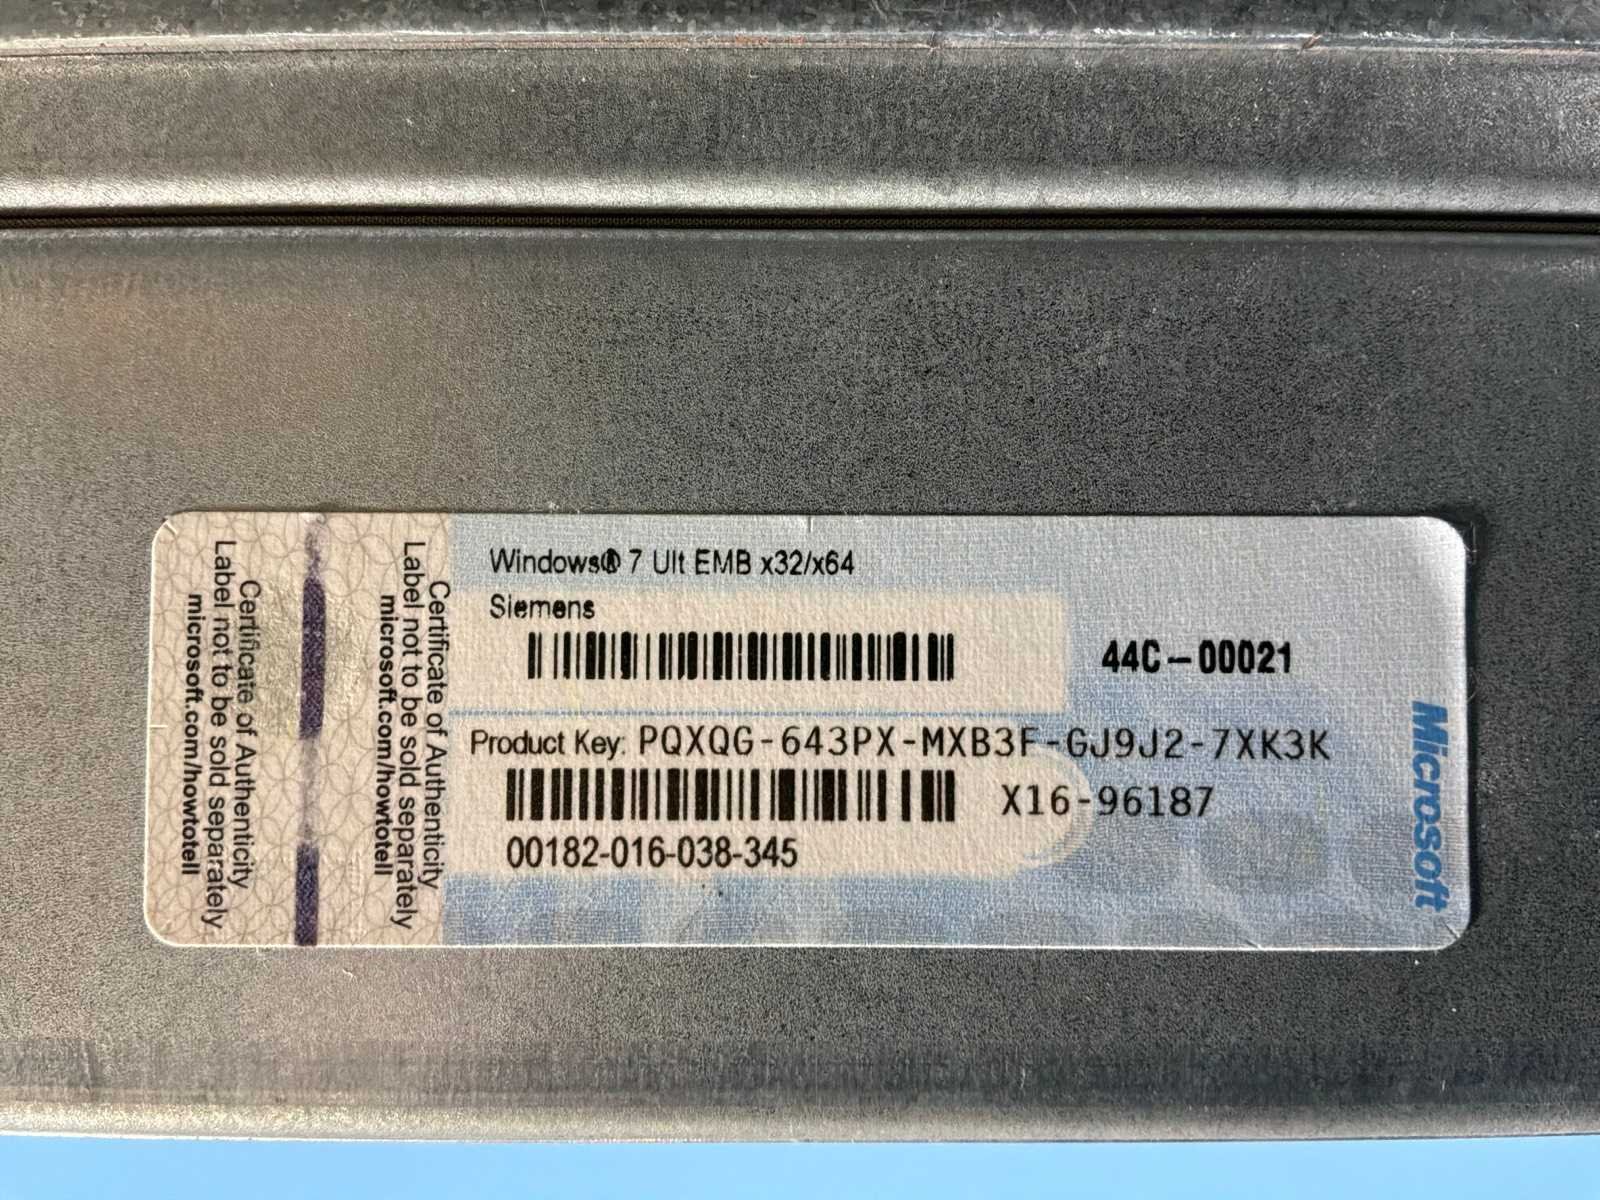 Certificate of Authenticity
Label not to be sold separately
microsoft.com/howtotell
Certificate of Authenticity
Label not to be sold separately
microsoft.com/howtotell
Windows® 7 Ult EMB x32/x64
Siemens
44C-00021
Product Key: PQXQG-643PX-MXB3F-GJ9J2-7XK3K
X16-96187
00182-016-038-345
Microsoft